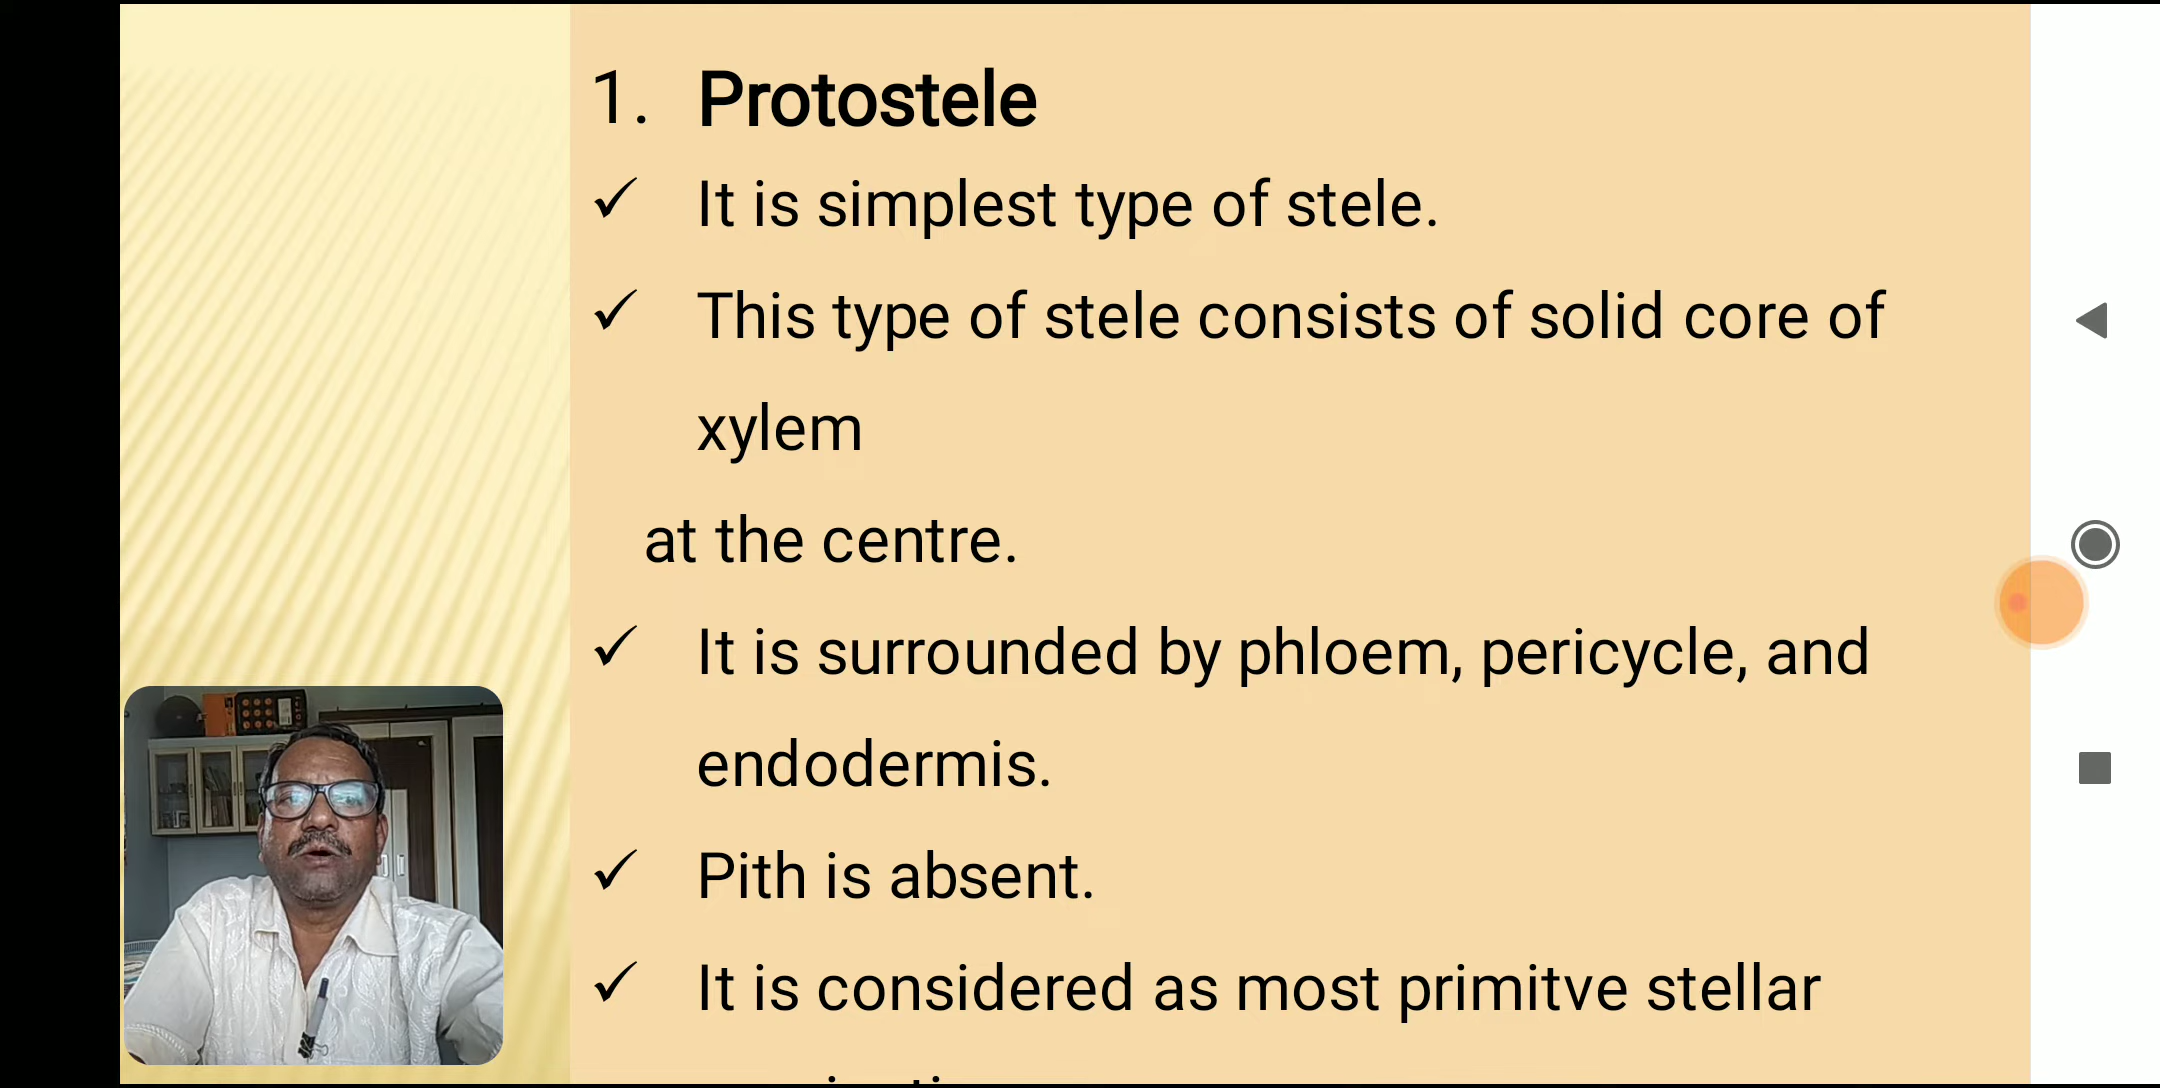 1. Protostele
✓ It is simplest type of stele.
✓ This type of stele consists of solid core of
xylem
at the centre.
✓ It is surrounded by phloem, pericycle, and
endodermis.
✓ Pith is absent.
✓ It is considered as most primitve stellar